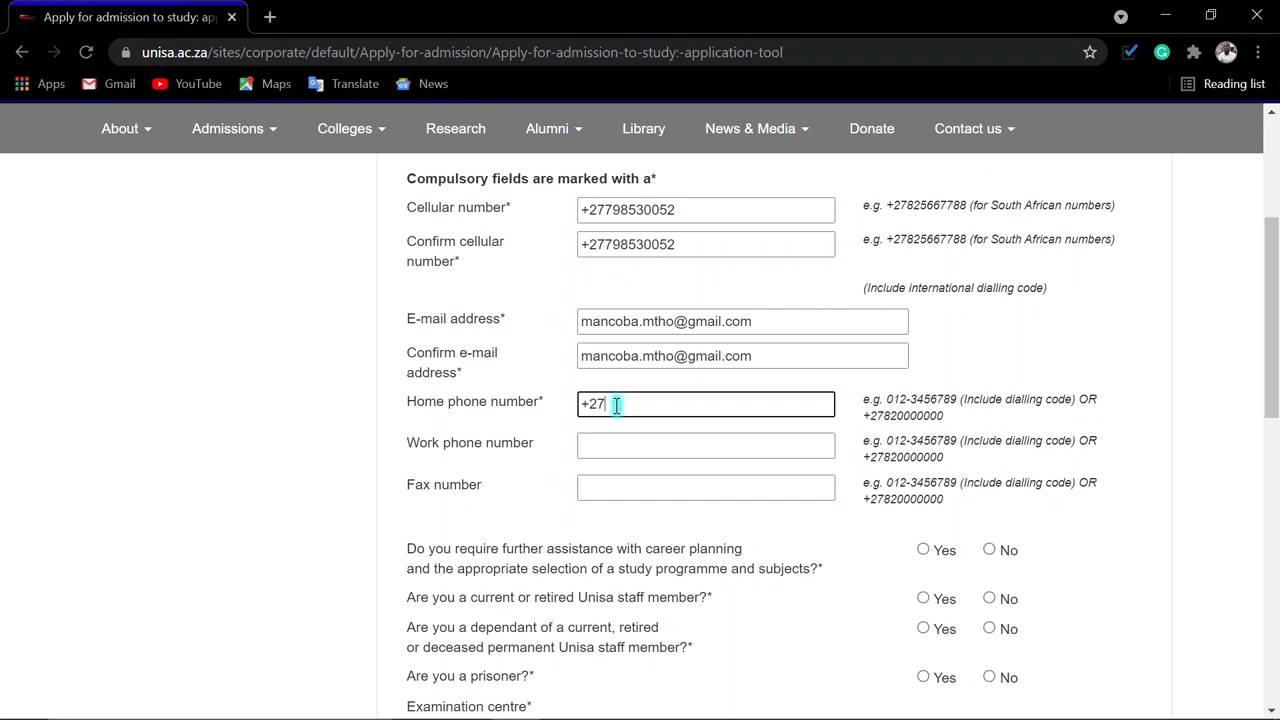 Apply for admission to study: ap
unisa.ac.za/sites/corporate/default/Apply-for-admission/Apply-for-admission-to-study:-application-tool
Apps Gmail YouTube Maps Translate News Reading list
About Admissions Colleges Research Alumni Library News & Media Donate Contact us
Compulsory fields are marked with a*
Cellular number* +27798530052 e.g. +27825667788 (for South African numbers)
Confirm cellular number* +27798530052 e.g. +27825667788 (for South African numbers)
(Include international dialling code)
E-mail address* mancoba.mtho@gmail.com
Confirm e-mail address* mancoba.mtho@gmail.com
Home phone number* +27 e.g. 012-3456789 (Include dialling code) OR
+27820000000
Work phone number e.g. 012-3456789 (Include dialling code) OR
+27820000000
Fax number e.g. 012-3456789 (Include dialling code) OR
+27820000000
Do you require further assistance with career planning
and the appropriate selection of a study programme and subjects?* Yes No
Are you a current or retired Unisa staff member?* Yes No
Are you a dependant of a current, retired
or deceased permanent Unisa staff member?* Yes No
Are you a prisoner?* Yes No
Examination centre*